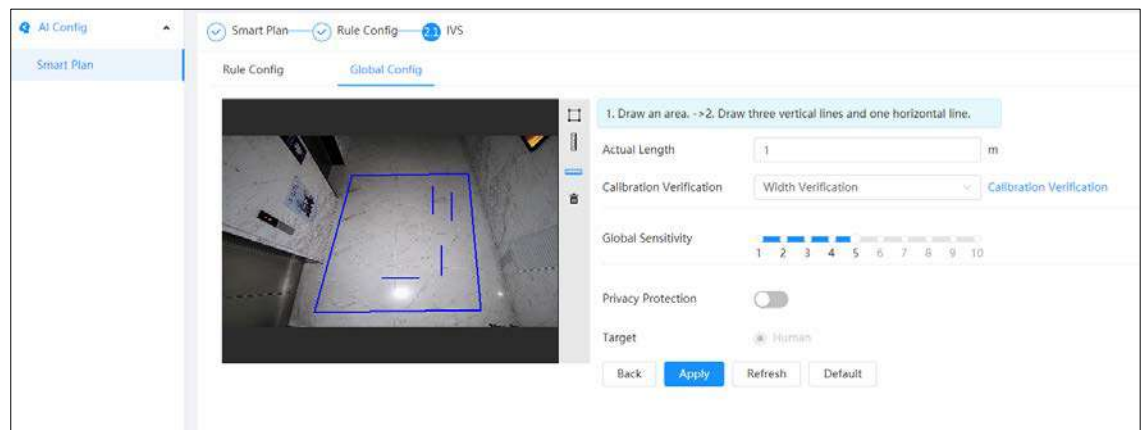 AI Config
Smart Plan
Smart Plan
Rule Config
2.1 IVS
Rule Config
Global Config
1. Draw an area. ->2. Draw three vertical lines and one horizontal line.
Actual Length 1 m
Calibration Verification Width Verification Calibration Verification
Global Sensitivity
1 2 3 4 5 6 7 8 9 10
Privacy Protection
Target Human
Back Apply Refresh Default